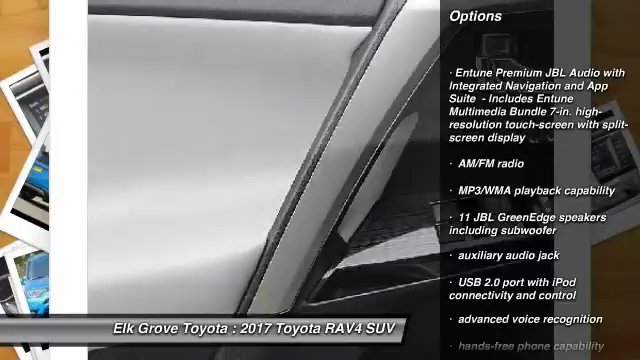 Options
· Entune Premium JBL Audio with
Integrated Navigation and App
Suite - Includes Entune
Multimedia Bundle 7-in. high-
resolution touch-screen with split-
screen display
· AM/FM radio
· MP3/WMA playback capability
· 11 JBL GreenEdge speakers
including subwoofer
· auxiliary audio jack
· USB 2.0 port with iPod
connectivity and control
· advanced voice recognition
· hands-free phone capability
Elk Grove Toyota : 2017 Toyota RAV4 SUV